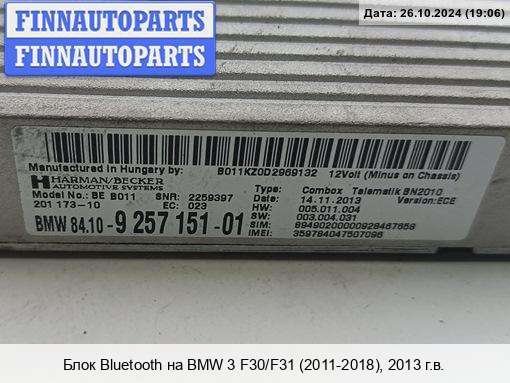 FINNAUTOPARTS
FINNAUTOPARTS
FINNAUTOPARTS
Дата: 26.10.2024 (19:06)
Manufactured in Hungary by: B011KZ0D2969132 12Volt (Minus on Chassis)
HARMAN/BECKER Type: Combox Telematik BN2010
Model No.: BE B011 SNR: 2259397 Date: 14.11.2013 Version: ECE
201 173-10 EC: 023 HW: 005.011.004
BMW 84.10-9 257 151-01 SW: 003.004.031
SIM: 89490200000928467658
IMEI: 359784047507096
Блок Bluetooth на BMW 3 F30/F31 (2011-2018), 2013 г.в.